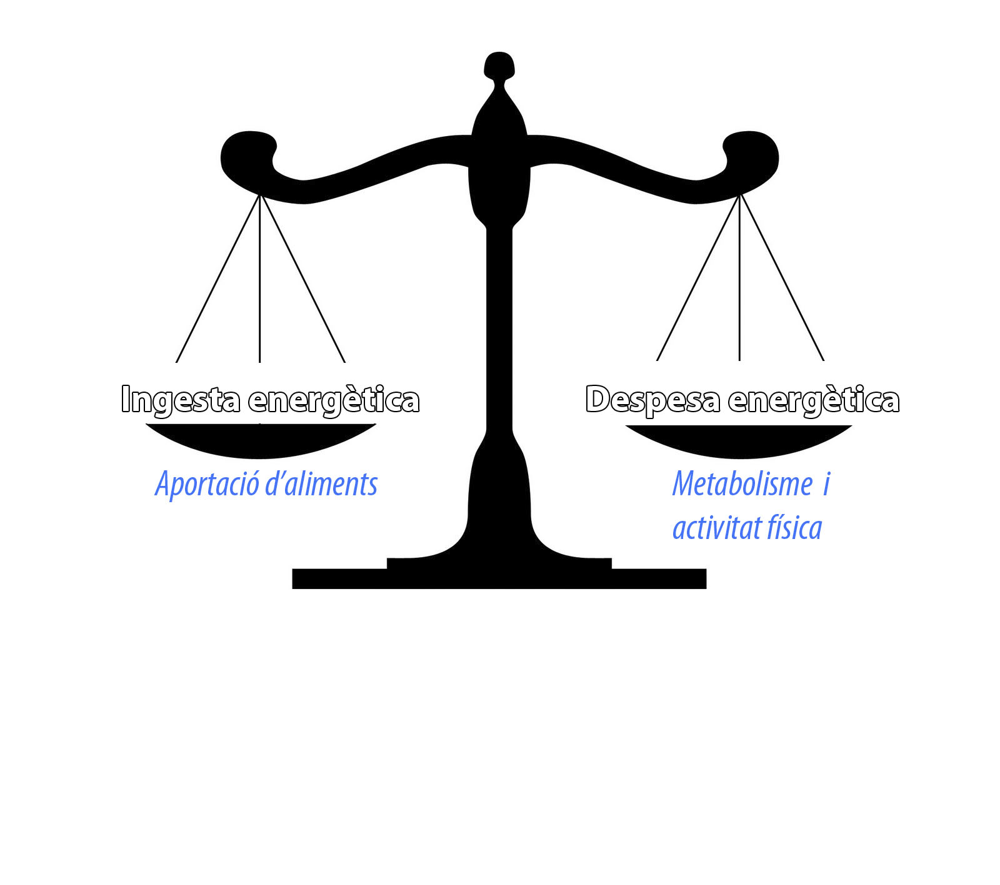 Ingesta energètica
Aportació d’aliments
Despesa energètica
Metabolisme i
activitat física